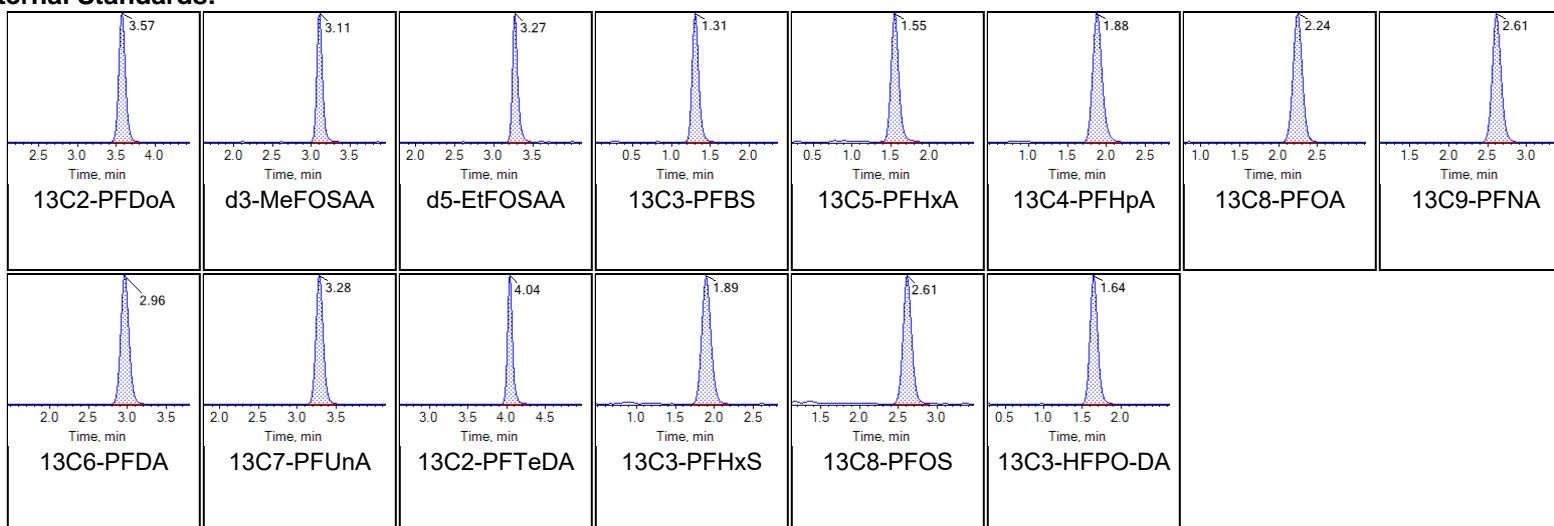 ternal Standards:
3.57 3.11 3.27 1.31 1.55 1.88 2.24 2.61
2.5 3.0 3.5 4.0 2.0 2.5 3.0 3.5 2.0 2.5 3.0 3.5 0.5 1.0 1.5 2.0 0.5 1.0 1.5 2.0 1.0 1.5 2.0 2.5 1.0 1.5 2.0 2.5 1.5 2.0 2.5 3.0
Time, min Time, min Time, min Time, min Time, min Time, min Time, min Time, min
13C2-PFDoA d3-MeFOSAA d5-EtFOSAA 13C3-PFBS 13C5-PFHxA 13C4-PFHpA 13C8-PFOA 13C9-PFNA
2.96 3.28 4.04 1.89 2.61 1.64
2.0 2.5 3.0 3.5 2.0 2.5 3.0 3.5 3.0 3.5 4.0 4.5 1.0 1.5 2.0 2.5 1.5 2.0 2.5 3.0 0.5 1.0 1.5 2.0
Time, min Time, min Time, min Time, min Time, min Time, min
13C6-PFDA 13C7-PFUnA 13C2-PFTeDA 13C3-PFHxS 13C8-PFOS 13C3-HFPO-DA